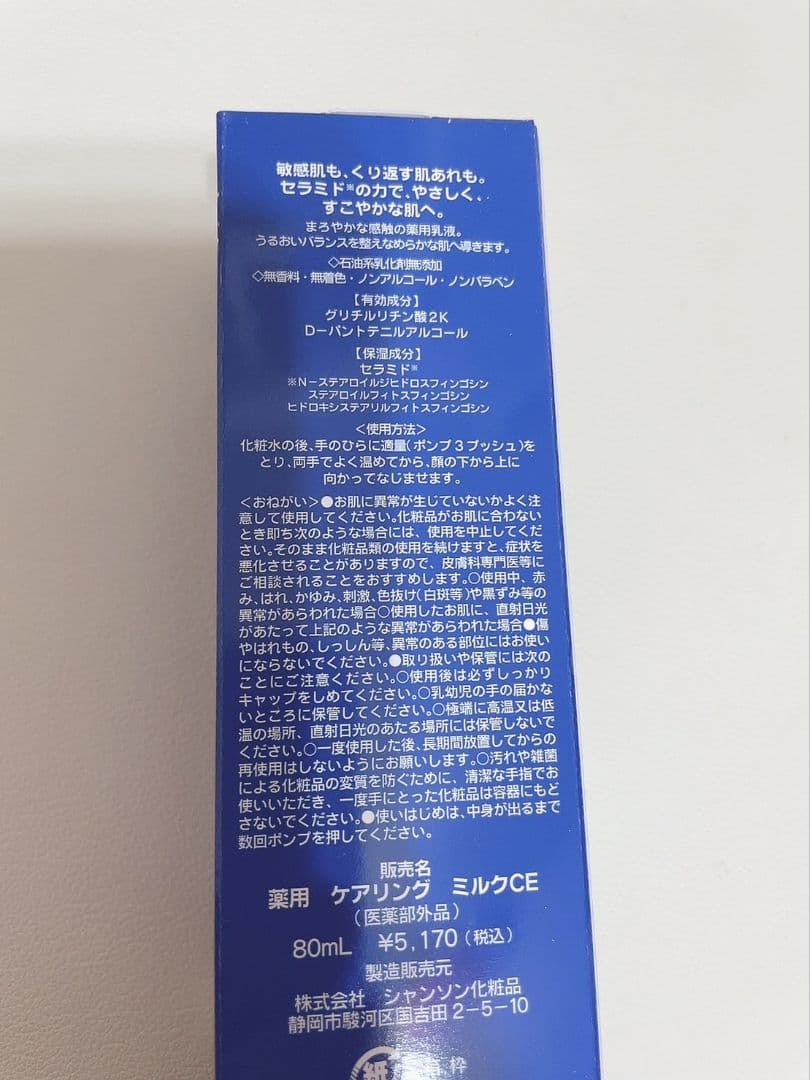 敏感肌も、くり返す肌あれも。
セラミド※の力で、やさしく、
すこやかな肌へ。
まろやかな感触の薬用乳液。
うるおいバランスを整えなめらかな肌へ導きます。
◇石油系乳化剤無添加
◇無香料・無着色・ノンアルコール・ノンパラベン
【有効成分】
グリチルリチン酸2K
D－パントテニルアルコール
【保湿成分】
セラミド※
※N－ステアロイルジヒドロスフィンゴシン
ステアロイルフィトスフィンゴシン
ヒドロキシステアリルフィトスフィンゴシン
＜使用方法＞
化粧水の後、手のひらに適量(ポンプ3プッシュ)を
とり、両手でよく温めてから、顔の下から上に
向かってなじませます。
＜おねがい＞●お肌に異常が生じていないかよく注
意して使用してください。化粧品がお肌に合わない
とき即ち次のような場合には、使用を中止してくだ
さい。そのまま化粧品類の使用を続けますと、症状を
悪化させることがありますので、皮膚科専門医等に
ご相談されることをおすすめします。○使用中、赤
み、はれ、かゆみ、刺激、色抜け(白斑等)や黒ずみ等の
異常があらわれた場合○使用したお肌に、直射日光
があたって上記のような異常があらわれた場合●傷
やはれもの、しっしん等、異常のある部位にはお使い
にならないでください。●取り扱いや保管には次の
ことにご注意ください。○使用後は必ずしっかり
キャップをしめてください。○乳幼児の手の届かな
いところに保管してください。○極端に高温又は低
温の場所、直射日光のあたる場所には保管しないで
ください。○一度使用した後、長期間放置してからの
再使用はしないようにお願いします。○汚れや雑菌
による化粧品の変質を防ぐために、清潔な手指でお
使いいただき、一度手にとった化粧品は容器にもど
さないでください。●使いはじめは、中身が出るまで
数回ポンプを押してください。
販売名
薬用 ケアリング ミルクCE
(医薬部外品)
80mL ¥5,170(税込)
製造販売元
株式会社 シャンソン化粧品
静岡市駿河区国吉田2-5-10
紙 枠